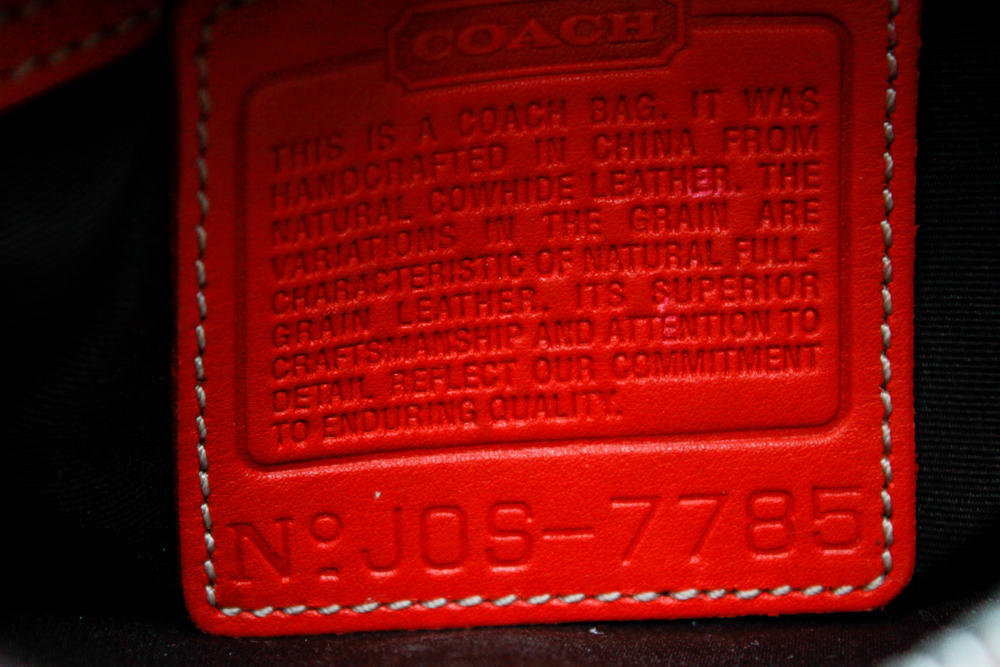 COACH
THIS IS A COACH BAG. IT WAS
HANDCRAFTED IN CHINA FROM
NATURAL COWHIDE LEATHER. THE
VARIATIONS IN THE GRAIN ARE
CHARACTERISTIC OF NATURAL FULL-
GRAIN LEATHER. ITS SUPERIOR
CRAFTSMANSHIP AND ATTENTION TO
DETAIL REFLECT OUR COMMITMENT
TO ENDURING QUALITY.
Nº JOS-7785